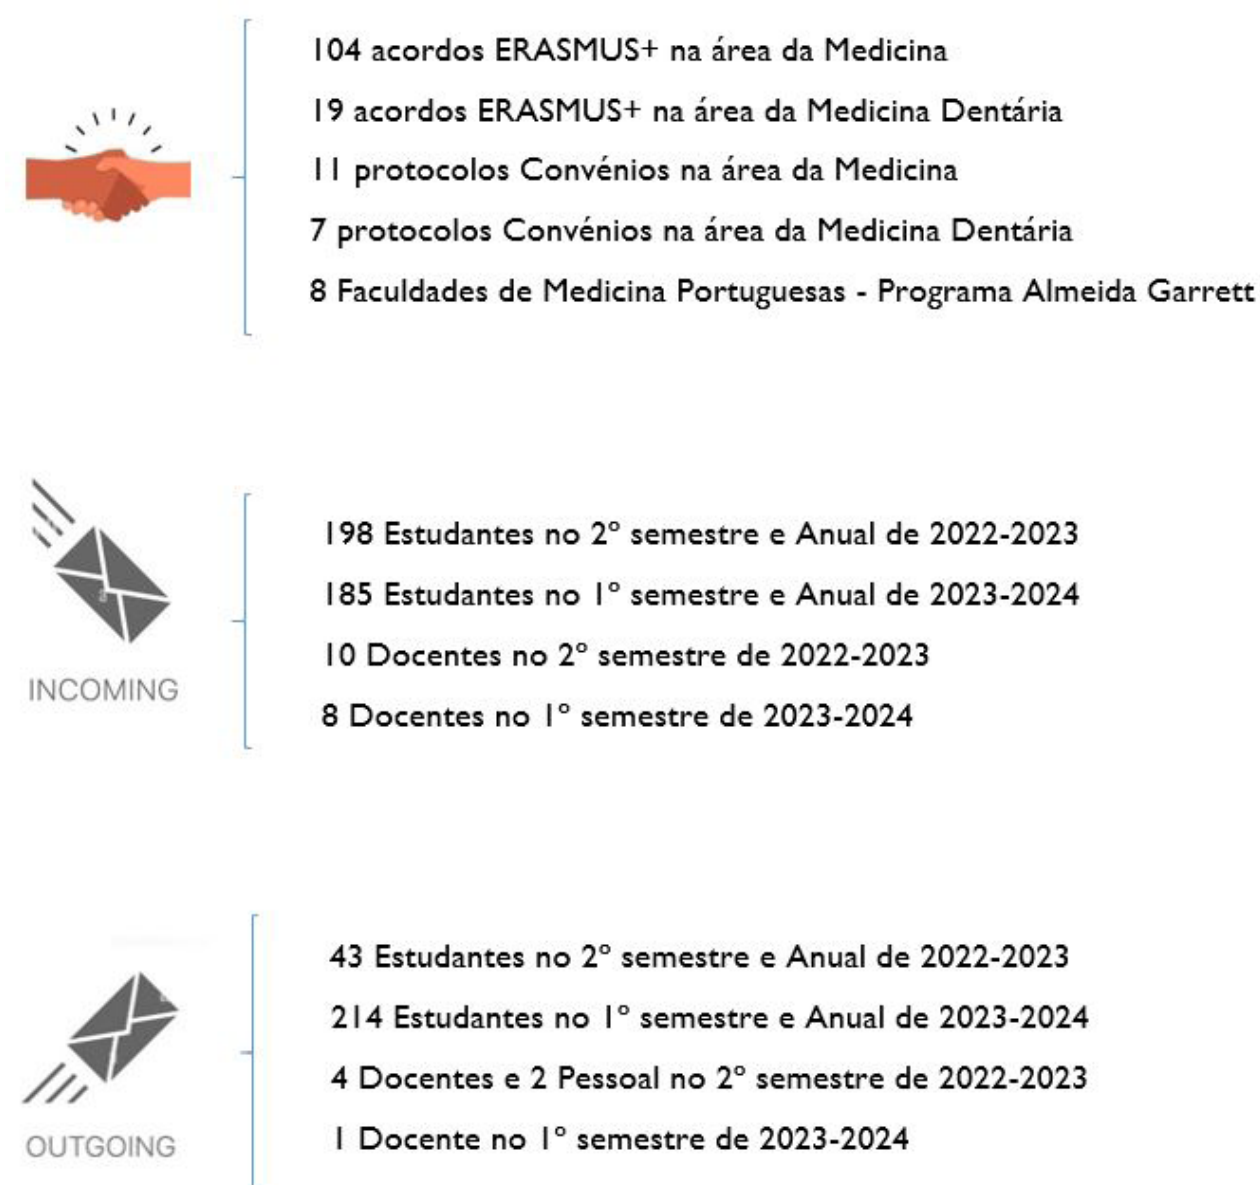 104 acordos ERASMUS+ na área da Medicina
19 acordos ERASMUS+ na área da Medicina Dentária
11 protocolos Convénios na área da Medicina
7 protocolos Convénios na área da Medicina Dentária
8 Faculdades de Medicina Portuguesas - Programa Almeida Garrett
INCOMING
198 Estudantes no 2º semestre e Anual de 2022-2023
185 Estudantes no 1º semestre e Anual de 2023-2024
10 Docentes no 2º semestre de 2022-2023
8 Docentes no 1º semestre de 2023-2024
OUTGOING
43 Estudantes no 2º semestre e Anual de 2022-2023
214 Estudantes no 1º semestre e Anual de 2023-2024
4 Docentes e 2 Pessoal no 2º semestre de 2022-2023
1 Docente no 1º semestre de 2023-2024